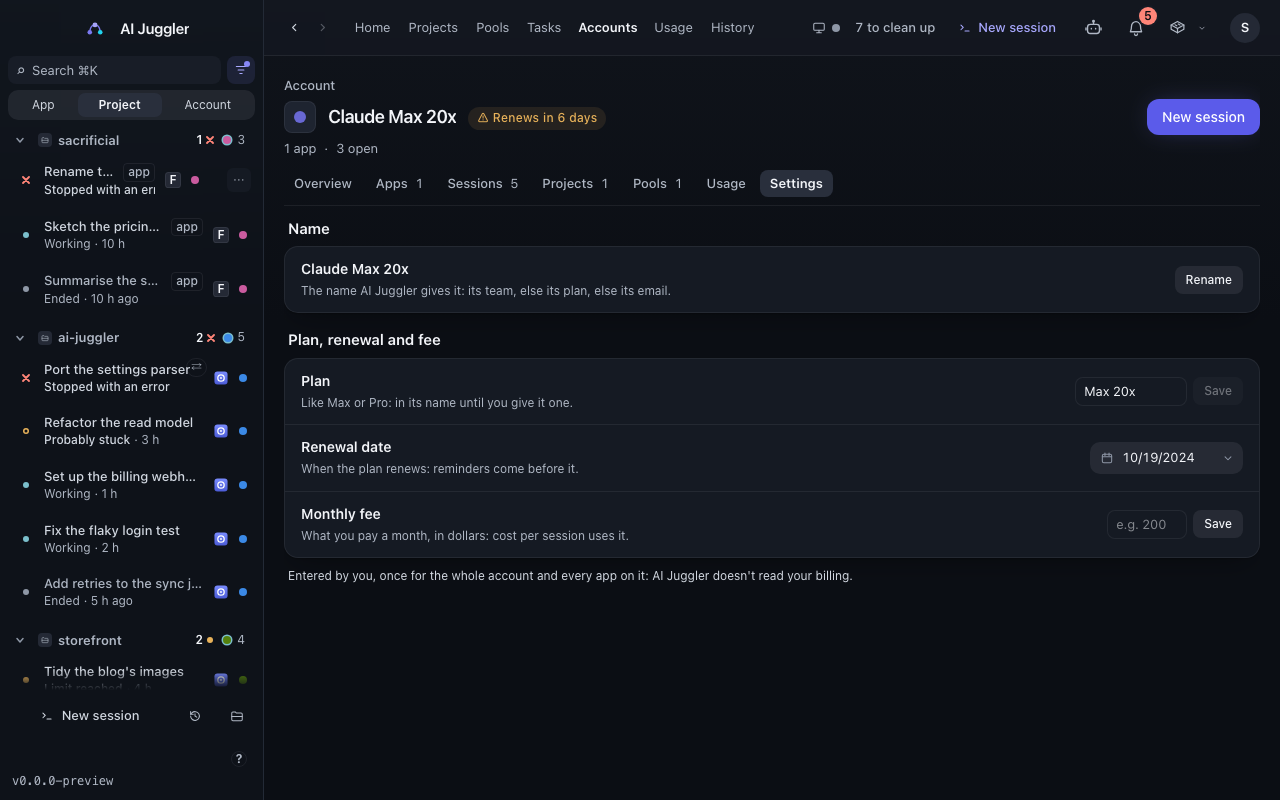 AI Juggler
Home Projects Pools Tasks Accounts Usage History
7 to clean up
New session
5
S
Search ⌘K
App Project Account
sacrificial 1 3
Rename t... app F
Stopped with an err
Sketch the pricin... app F
Working · 10 h
Summarise the s... app F
Ended · 10 h ago
ai-juggler 2 5
Port the settings parser
Stopped with an error
Refactor the read model
Probably stuck · 3 h
Set up the billing webh...
Working · 1 h
Fix the flaky login test
Working · 2 h
Add retries to the sync j...
Ended · 5 h ago
storefront 2 4
Tidy the blog's images
Limit reached · 4 h
New session
?
v0.0.0-preview
Account
Claude Max 20x
Renews in 6 days
New session
1 app · 3 open
Overview Apps 1 Sessions 5 Projects 1 Pools 1 Usage Settings
Name
Claude Max 20x
The name AI Juggler gives it: its team, else its plan, else its email.
Rename
Plan, renewal and fee
Plan
Like Max or Pro: in its name until you give it one.
Max 20x Save
Renewal date
When the plan renews: reminders come before it.
10/19/2024
Monthly fee
What you pay a month, in dollars: cost per session uses it.
e.g. 200 Save
Entered by you, once for the whole account and every app on it: AI Juggler doesn't read your billing.